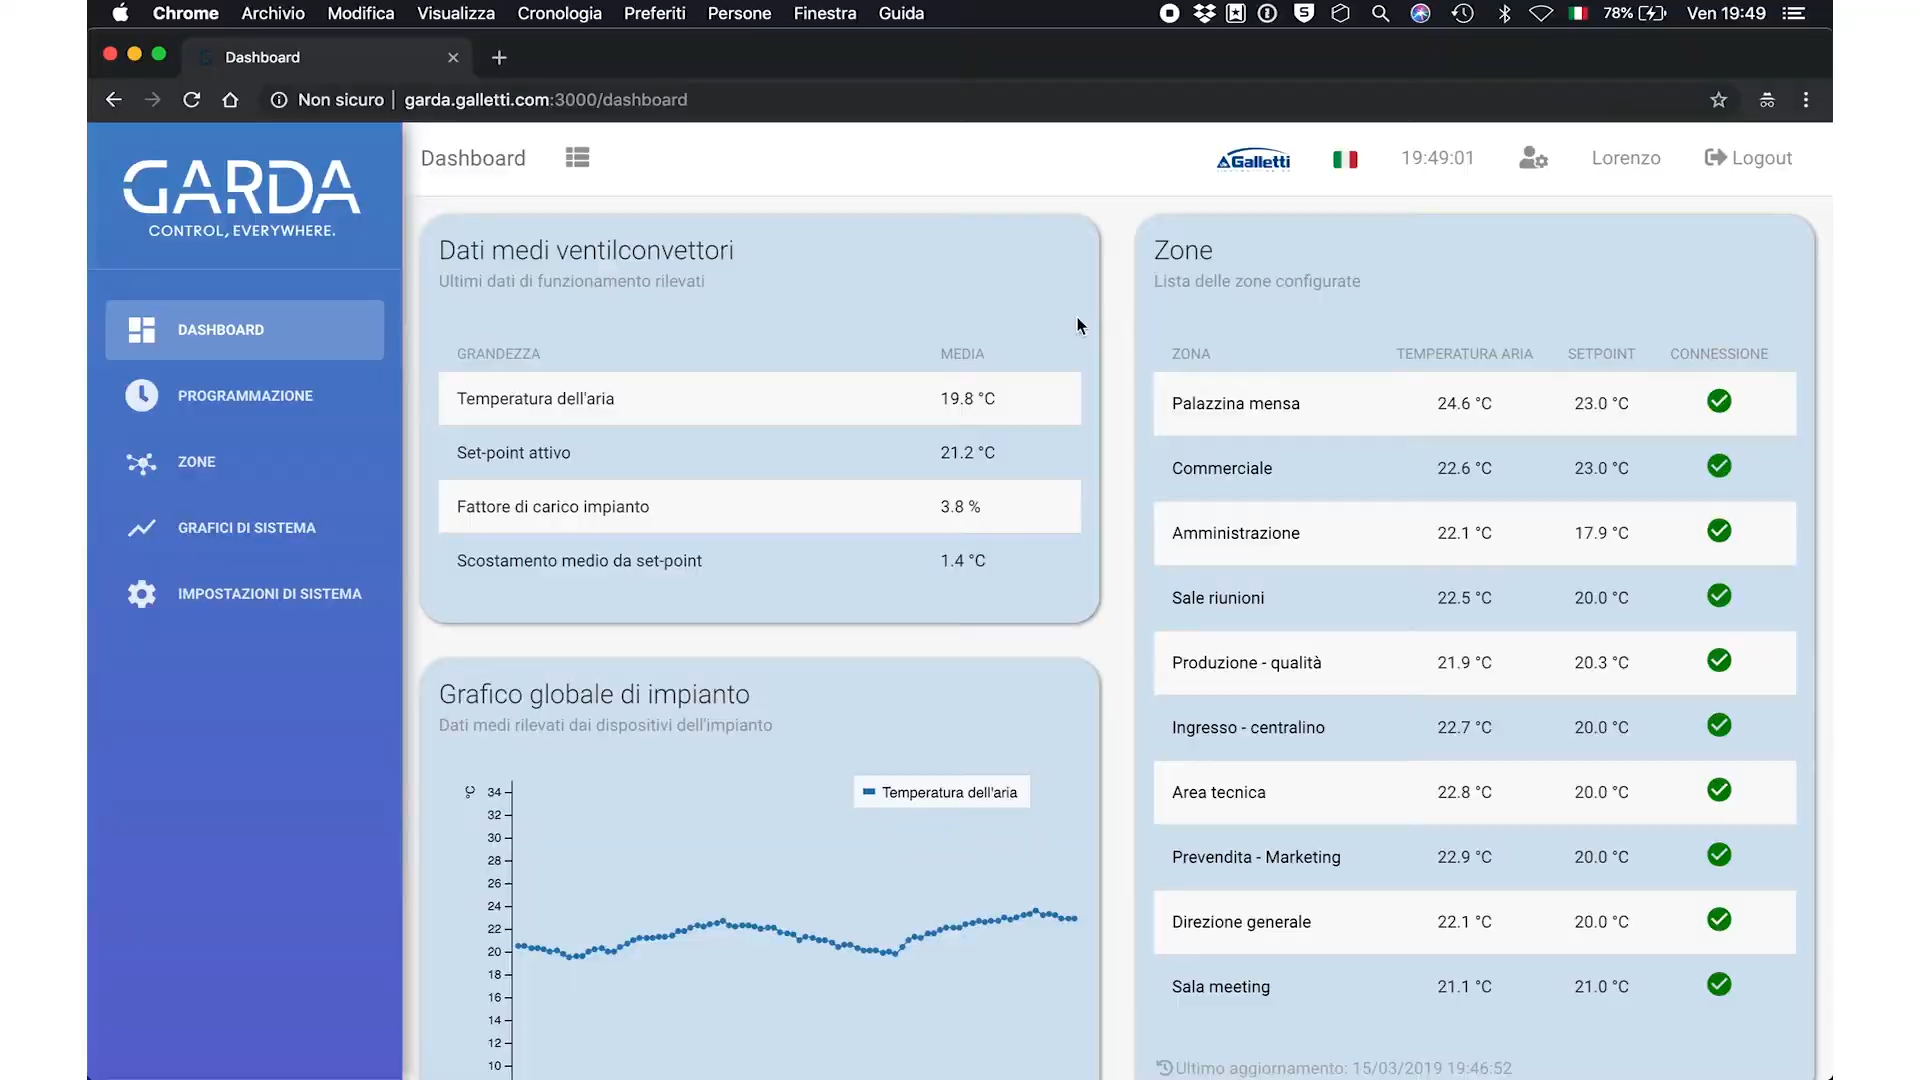 Chrome Archivio Modifica Visualizza Cronologia Preferiti Persone Finestra Guida 78% Ven 19:49
Dashboard
Non sicuro garda.galletti.com:3000/dashboard
GARDA
CONTROL, EVERYWHERE.
DASHBOARD
PROGRAMMAZIONE
ZONE
GRAFICI DI SISTEMA
IMPOSTAZIONI DI SISTEMA
Dashboard Galletti 19:49:01 Lorenzo Logout
Dati medi ventilconvettori
Ultimi dati di funzionamento rilevati
GRANDEZZA MEDIA
Temperatura dell'aria 19.8 °C
Set-point attivo 21.2 °C
Fattore di carico impianto 3.8 %
Scostamento medio da set-point 1.4 °C
Grafico globale di impianto
Dati medi rilevati dai dispositivi dell'impianto
Temperatura dell'aria
°C
34
32
30
28
26
24
22
20
18
16
14
12
10
Zone
Lista delle zone configurate
ZONA TEMPERATURA ARIA SETPOINT CONNESSIONE
Palazzina mensa 24.6 °C 23.0 °C
Commerciale 22.6 °C 23.0 °C
Amministrazione 22.1 °C 17.9 °C
Sale riunioni 22.5 °C 20.0 °C
Produzione - qualità 21.9 °C 20.3 °C
Ingresso - centralino 22.7 °C 20.0 °C
Area tecnica 22.8 °C 20.0 °C
Prevendita - Marketing 22.9 °C 20.0 °C
Direzione generale 22.1 °C 20.0 °C
Sala meeting 21.1 °C 21.0 °C
Ultimo aggiornamento: 15/03/2019 19:46:52